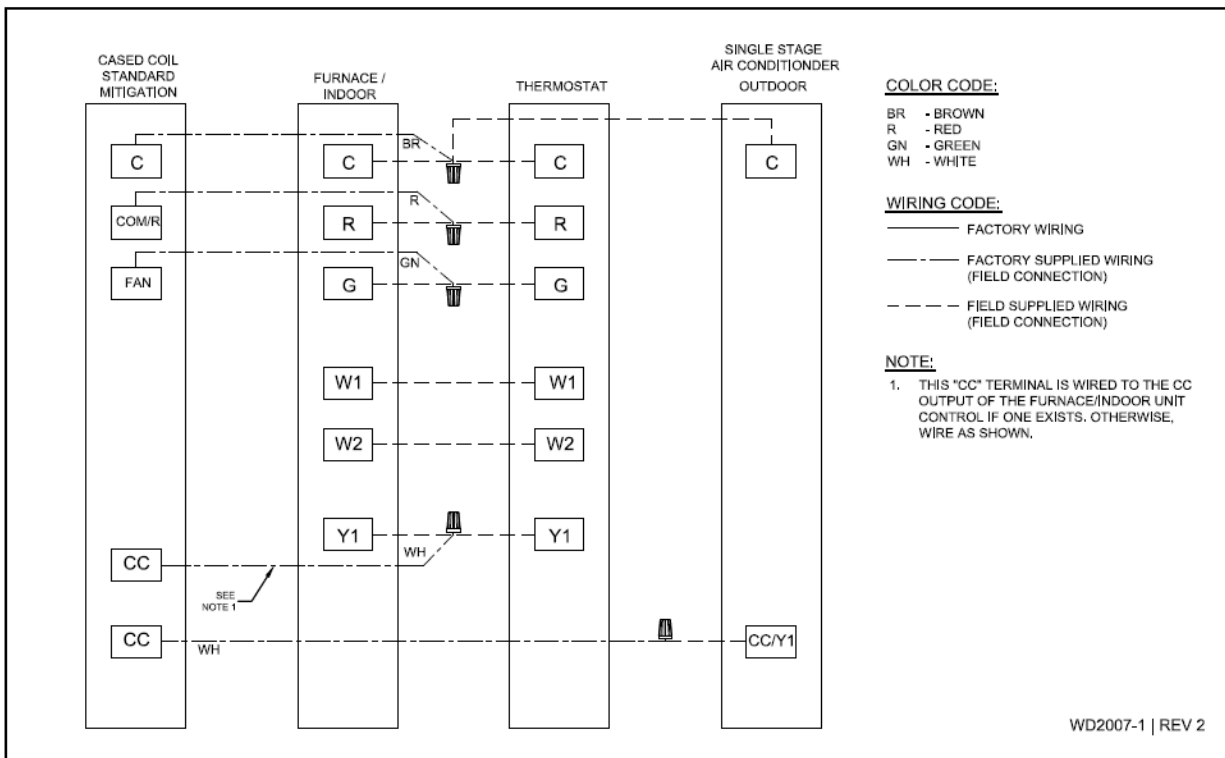 CASED COIL
STANDARD
MITIGATION
FURNACE /
INDOOR
THERMOSTAT
SINGLE STAGE
AIR CONDITIONDER
OUTDOOR
C
COM/R
FAN
CC
CC
C
R
G
W1
W2
Y1
C
R
G
W1
W2
Y1
C
CC/Y1
BR
R
GN
WH
WH
SEE
NOTE 1
COLOR CODE:
BR - BROWN
R - RED
GN - GREEN
WH - WHITE
WIRING CODE:
FACTORY WIRING
FACTORY SUPPLIED WIRING
(FIELD CONNECTION)
FIELD SUPPLIED WIRING
(FIELD CONNECTION)
NOTE:
1. THIS "CC" TERMINAL IS WIRED TO THE CC
OUTPUT OF THE FURNACE/INDOOR UNIT
CONTROL IF ONE EXISTS. OTHERWISE,
WIRE AS SHOWN.
WD2007-1 | REV 2